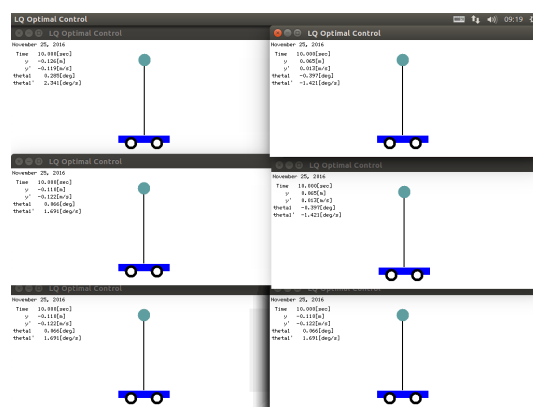 LQ Optimal Control
09:19
LQ Optimal Control
November 25, 2016
Time 10.000[sec]
y -0.126[m]
y' -0.119[m/s]
theta1 0.285[deg]
theta1' 2.341[deg/s]
LQ Optimal Control
November 25, 2016
Time 10.000[sec]
y 0.065[m]
y' 0.013[m/s]
theta1 -0.397[deg]
theta1' -1.421[deg/s]
LQ Optimal Control
November 25, 2016
Time 10.000[sec]
y -0.118[m]
y' -0.122[m/s]
theta1 0.066[deg]
theta1' 1.691[deg/s]
LQ Optimal Control
November 25, 2016
Time 10.000[sec]
y 0.065[m]
y' 0.013[m/s]
theta1 -0.397[deg]
theta1' -1.421[deg/s]
LQ Optimal Control
November 25, 2016
Time 10.000[sec]
y -0.118[m]
y' -0.122[m/s]
theta1 0.066[deg]
theta1' 1.691[deg/s]
LQ Optimal Control
November 25, 2016
Time 10.000[sec]
y -0.118[m]
y' -0.122[m/s]
theta1 0.066[deg]
theta1' 1.691[deg/s]